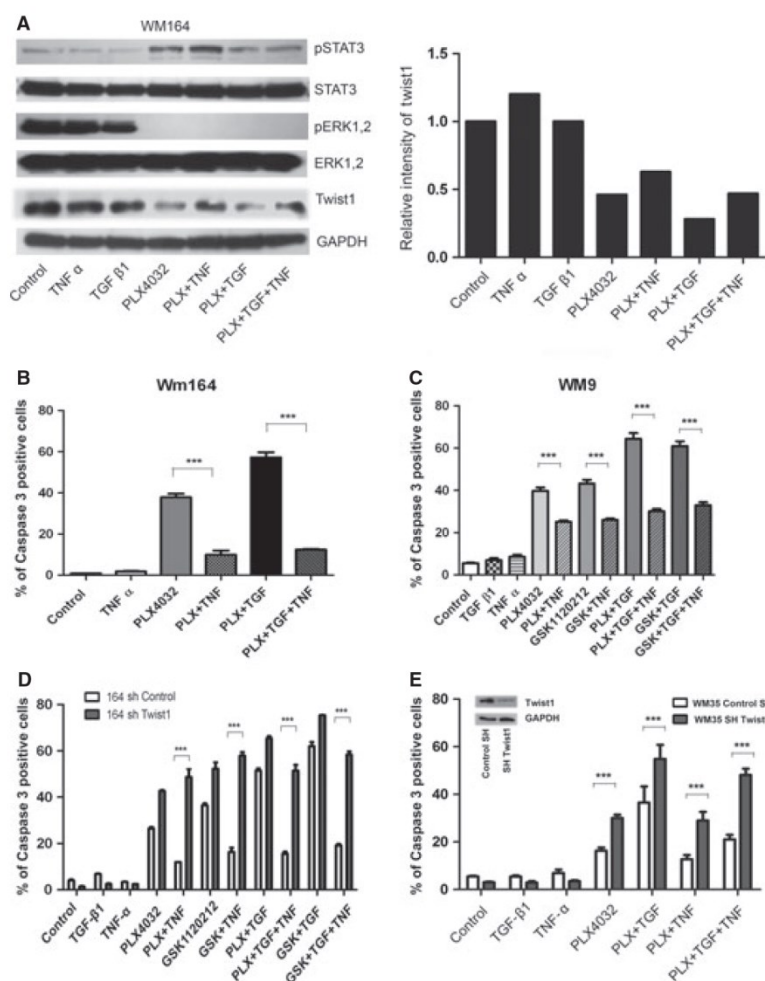 A
WM164
pSTAT3
STAT3
pERK1,2
ERK1,2
Twist1
GAPDH
Control
TNF α
TGF β1
PLX4032
PLX+TNF
PLX+TGF
PLX+TGF+TNF
Relative intensity of twist1
1.5
1.0
0.5
0.0
Control
TNF α
TGF β1
PLX4032
PLX+TNF
PLX+TGF
PLX+TGF+TNF
B
Wm164
% of Caspase 3 positive cells
80
60
40
20
0
***
***
Control
TNF α
PLX4032
PLX+TNF
PLX+TGF
PLX+TGF+TNF
C
WM9
% of Caspase 3 positive cells
80
60
40
20
0
***
***
***
***
Control
TGF β1
TNF α
PLX4032
PLX+TNF
GSK1120212
GSK+TNF
PLX+TGF
PLX+TGF+TNF
GSK+TGF
GSK+TGF+TNF
D
164 sh Control
164 sh Twist1
% of Caspase 3 positive cells
80
60
40
20
0
***
***
***
***
Control
TGF-β1
TNF-α
PLX4032
PLX+TNF
GSK1120212
GSK+TNF
PLX+TGF
PLX+TGF+TNF
GSK+TGF
GSK+TGF+TNF
E
Twist1
GAPDH
Control SH
SH Twist1
WM35 Control S
WM35 SH Twist
% of Caspase 3 positive cells
80
60
40
20
0
***
***
***
***
Control
TGF-β1
TNF-α
PLX4032
PLX+TGF
PLX+TNF
PLX+TGF+TNF